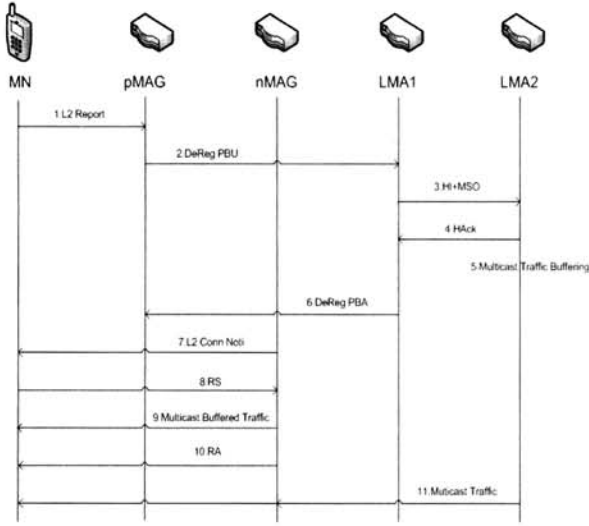 MN
pMAG
nMAG
LMA1
LMA2
1.L2 Report
2.DeReg PBU
3.HI+MSO
4.HAck
5.Multicast Traffic Buffering
6.DeReg PBA
7.L2 Conn Noti
8.RS
9.Multicast Buffered Traffic
10.RA
11.Muticast Traffic